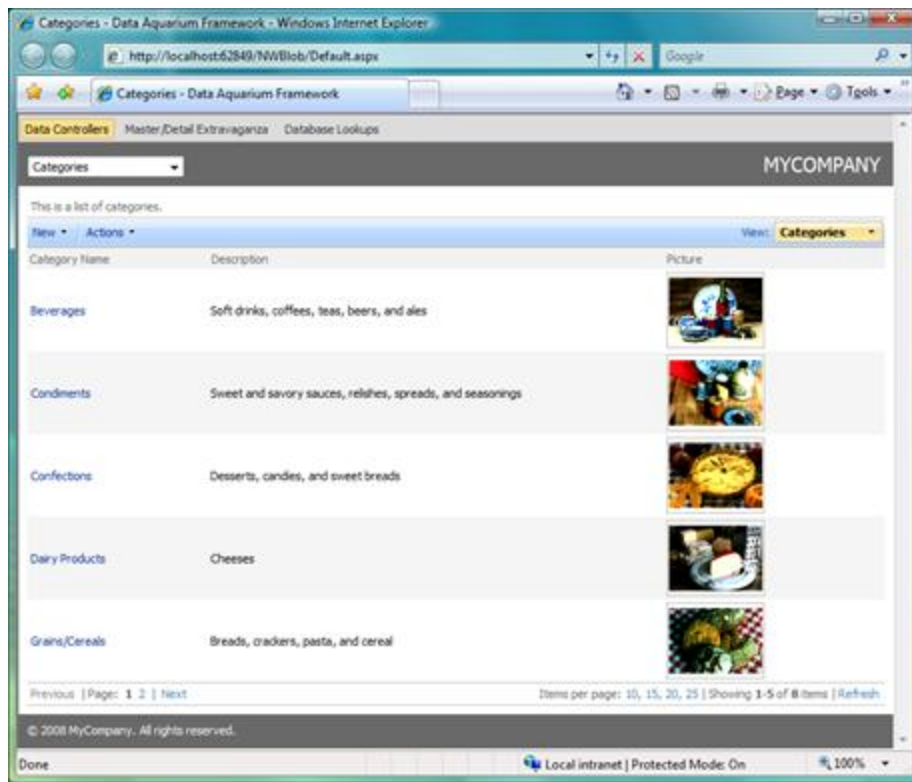 Categories - Data Aquarium Framework - Windows Internet Explorer
http://localhost:62849/NWBlob/Default.aspx
Google
Categories - Data Aquarium Framework
Page
Tools
Data Controllers Master/Detail Extravaganza Database Lookups
Categories
MYCOMPANY
This is a list of categories.
New Actions View: Categories
Category Name Description Picture
Beverages Soft drinks, coffees, teas, beers, and ales
Condiments Sweet and savory sauces, relishes, spreads, and seasonings
Confections Desserts, candies, and sweet breads
Dairy Products Cheeses
Grains/Cereals Breads, crackers, pasta, and cereal
Previous | Page: 1 2 | Next Items per page: 10, 15, 20, 25 | Showing 1-5 of 8 items | Refresh
© 2008 MyCompany. All rights reserved.
Done Local intranet | Protected Mode: On 100%